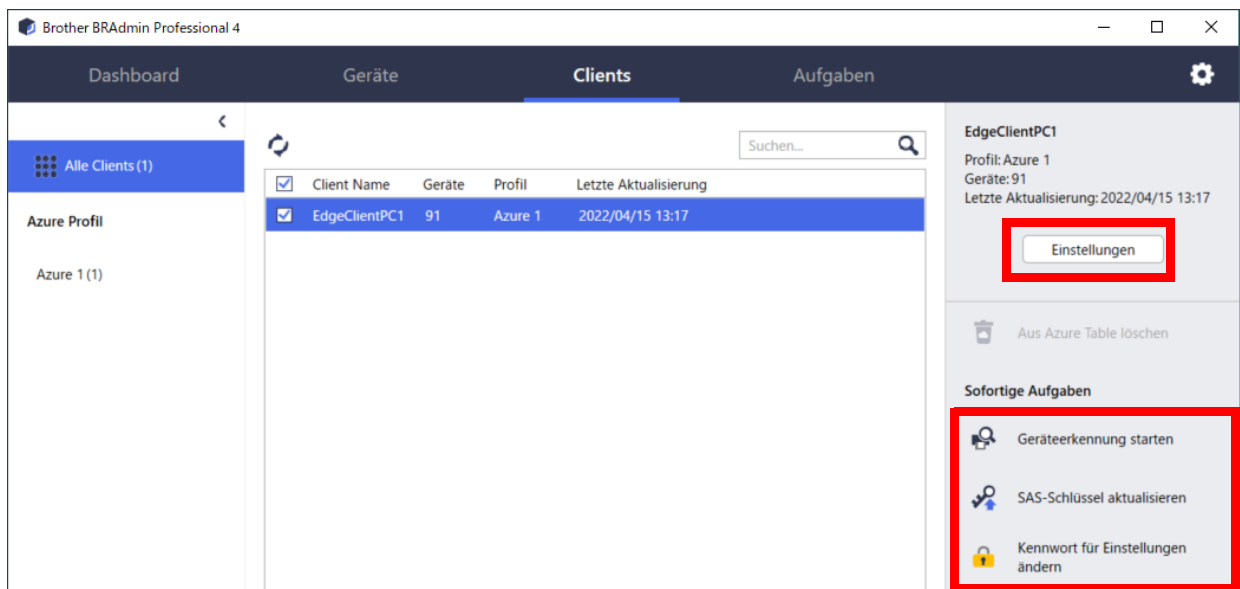 Brother BRAdmin Professional 4
Dashboard
Geräte
Clients
Aufgaben
Alle Clients (1)
Azure Profil
Azure 1 (1)
Suchen...
Client Name Geräte Profil Letzte Aktualisierung
EdgeClientPC1 91 Azure 1 2022/04/15 13:17
EdgeClientPC1
Profil: Azure 1
Geräte: 91
Letzte Aktualisierung: 2022/04/15 13:17
Einstellungen
Aus Azure Table löschen
Sofortige Aufgaben
Geräteerkennung starten
SAS-Schlüssel aktualisieren
Kennwort für Einstellungen
ändern